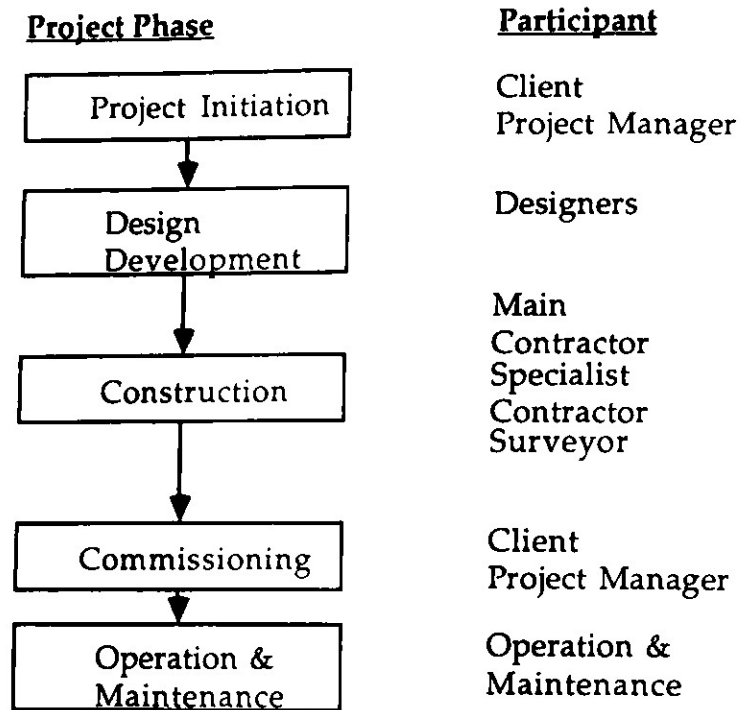 Project Phase
Participant
Project Initiation
Client
Project Manager
Design
Development
Designers
Construction
Main
Contractor
Specialist
Contractor
Surveyor
Commissioning
Client
Project Manager
Operation &
Maintenance
Operation &
Maintenance